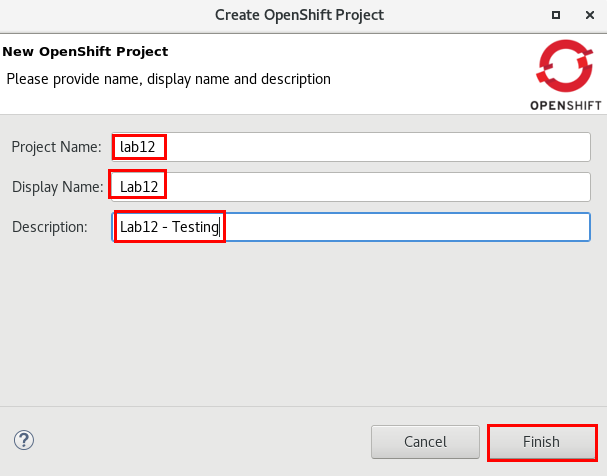 Create OpenShift Project
New OpenShift Project
Please provide name, display name and description
OPENSHIFT
Project Name: lab12
Display Name: Lab12
Description: Lab12 - Testing
? Cancel Finish